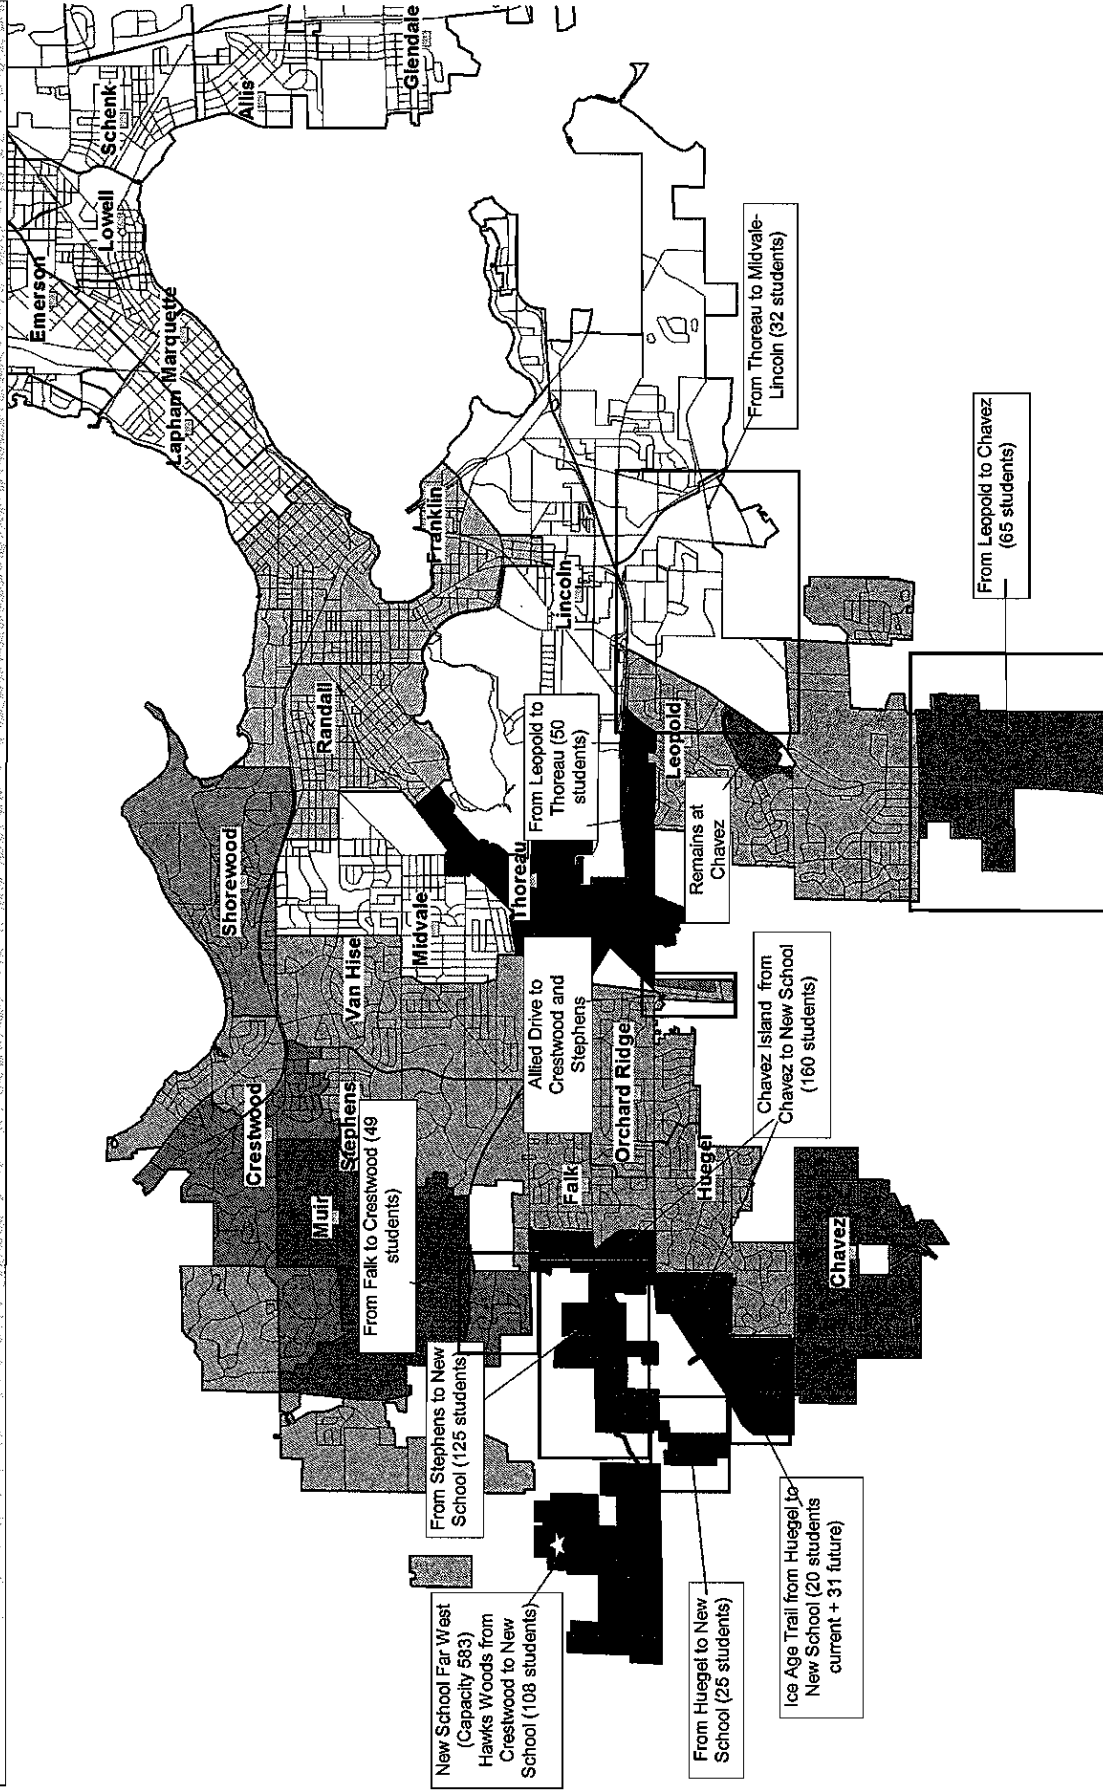 Emerson
Schenk
Lowell
Allis
Glendale
Lapham Marquette
Franklin
Lincoln
Randall
Shorewood
Midvale
Van Hise
Thoreau
Leopold
Crestwood
Stephens
Muir
Falk
Orchard Ridge
Huegel
Chavez
From Thoreau to Midvale-
Lincoln (32 students)
From Leopold to Chavez
(65 students)
From Leopold to
Thoreau (50
students)
Remains at
Chavez
Allied Drive to
Crestwood and
Stephens
Chavez Island from
Chavez to New School
(160 students)
From Falk to Crestwood (49
students)
From Stephens to New
School (125 students)
New School Far West
(Capacity 583)
Hawks Woods from
Crestwood to New
School (108 students)
From Huegel to New
School (25 students)
Ice Age Trail from Huegel to
New School (20 students
current + 31 future)